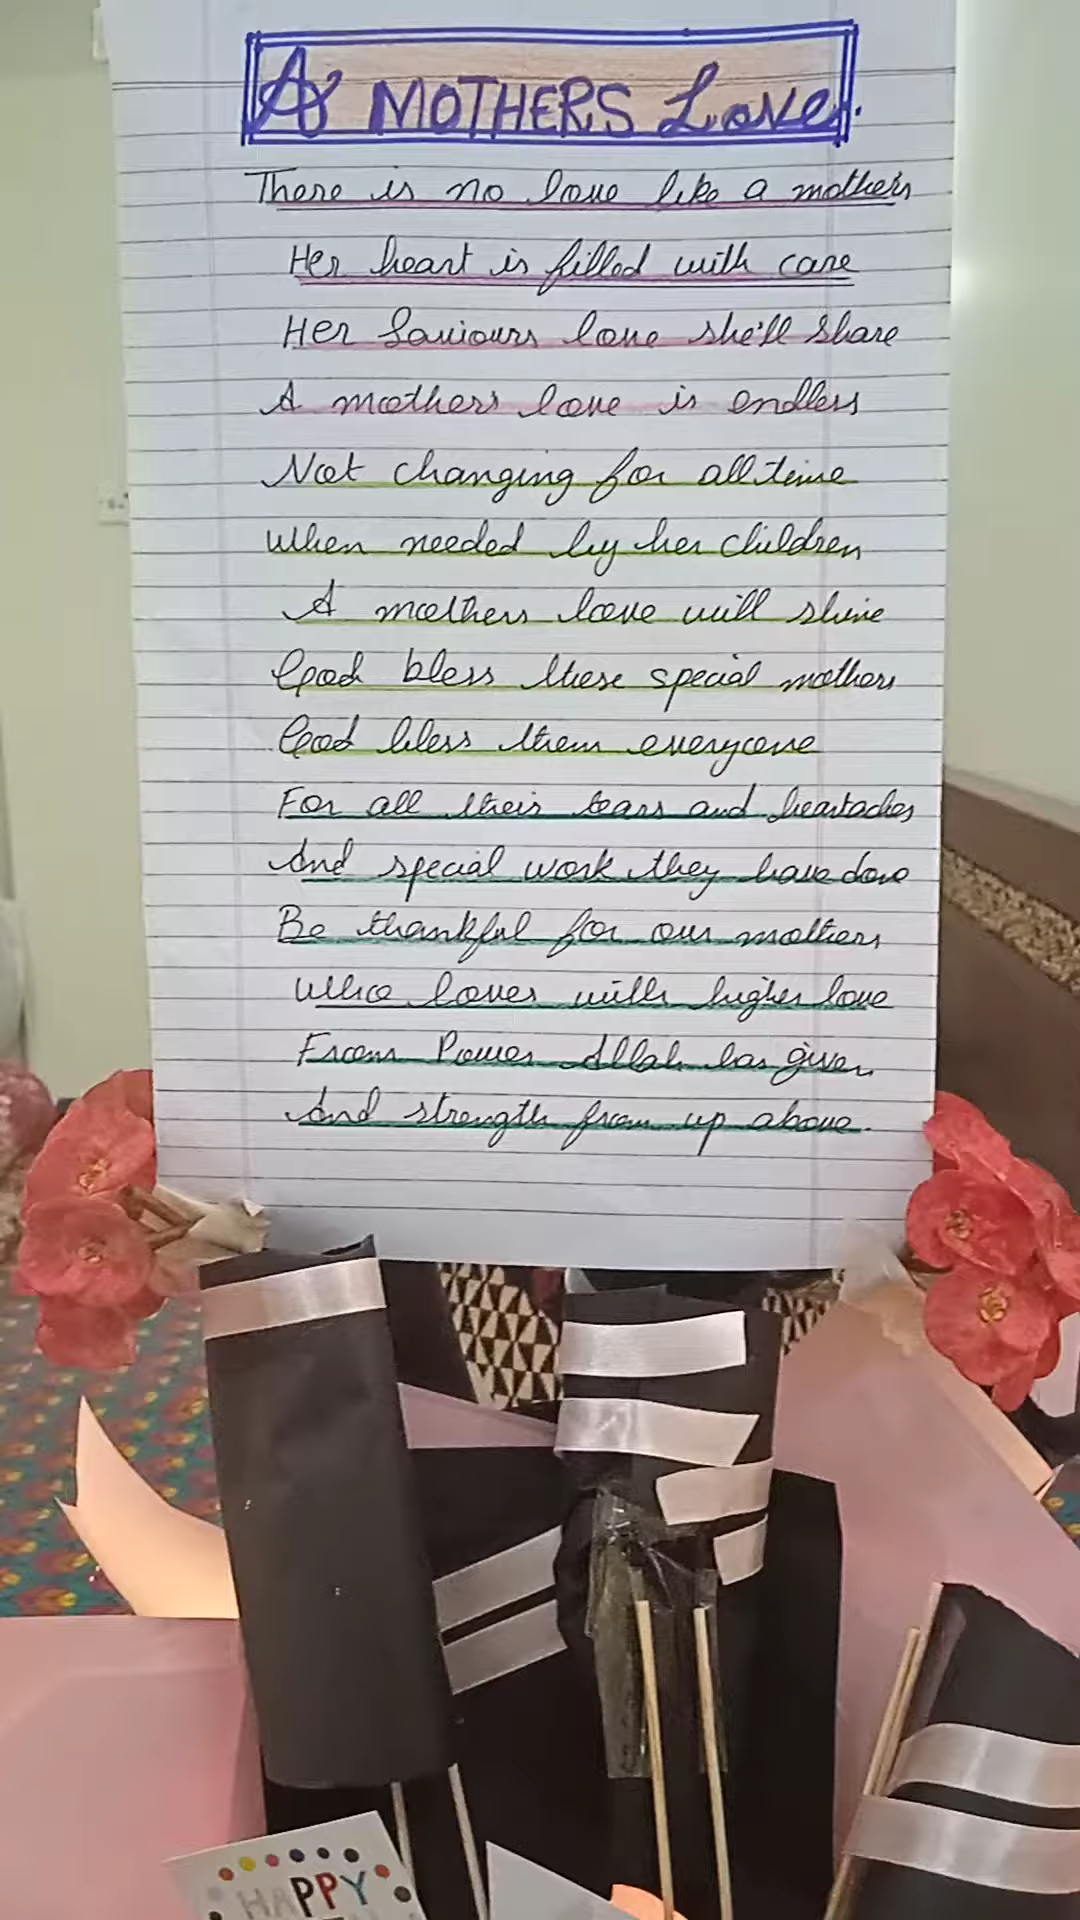 A MOTHERS Love.
There is no love like a mother's
Her heart is filled with care
Her Saviours love she'll share
A mothers love is endless
Not changing for all time
When needed by her children
A mothers love will shine
God bless these special mothers
God bless them everyone
For all their tears and heartaches
And special work they have done
Be thankful for our mothers
Who loves with higher love
From Power Allah has given
And strength from up above.
HAPPY